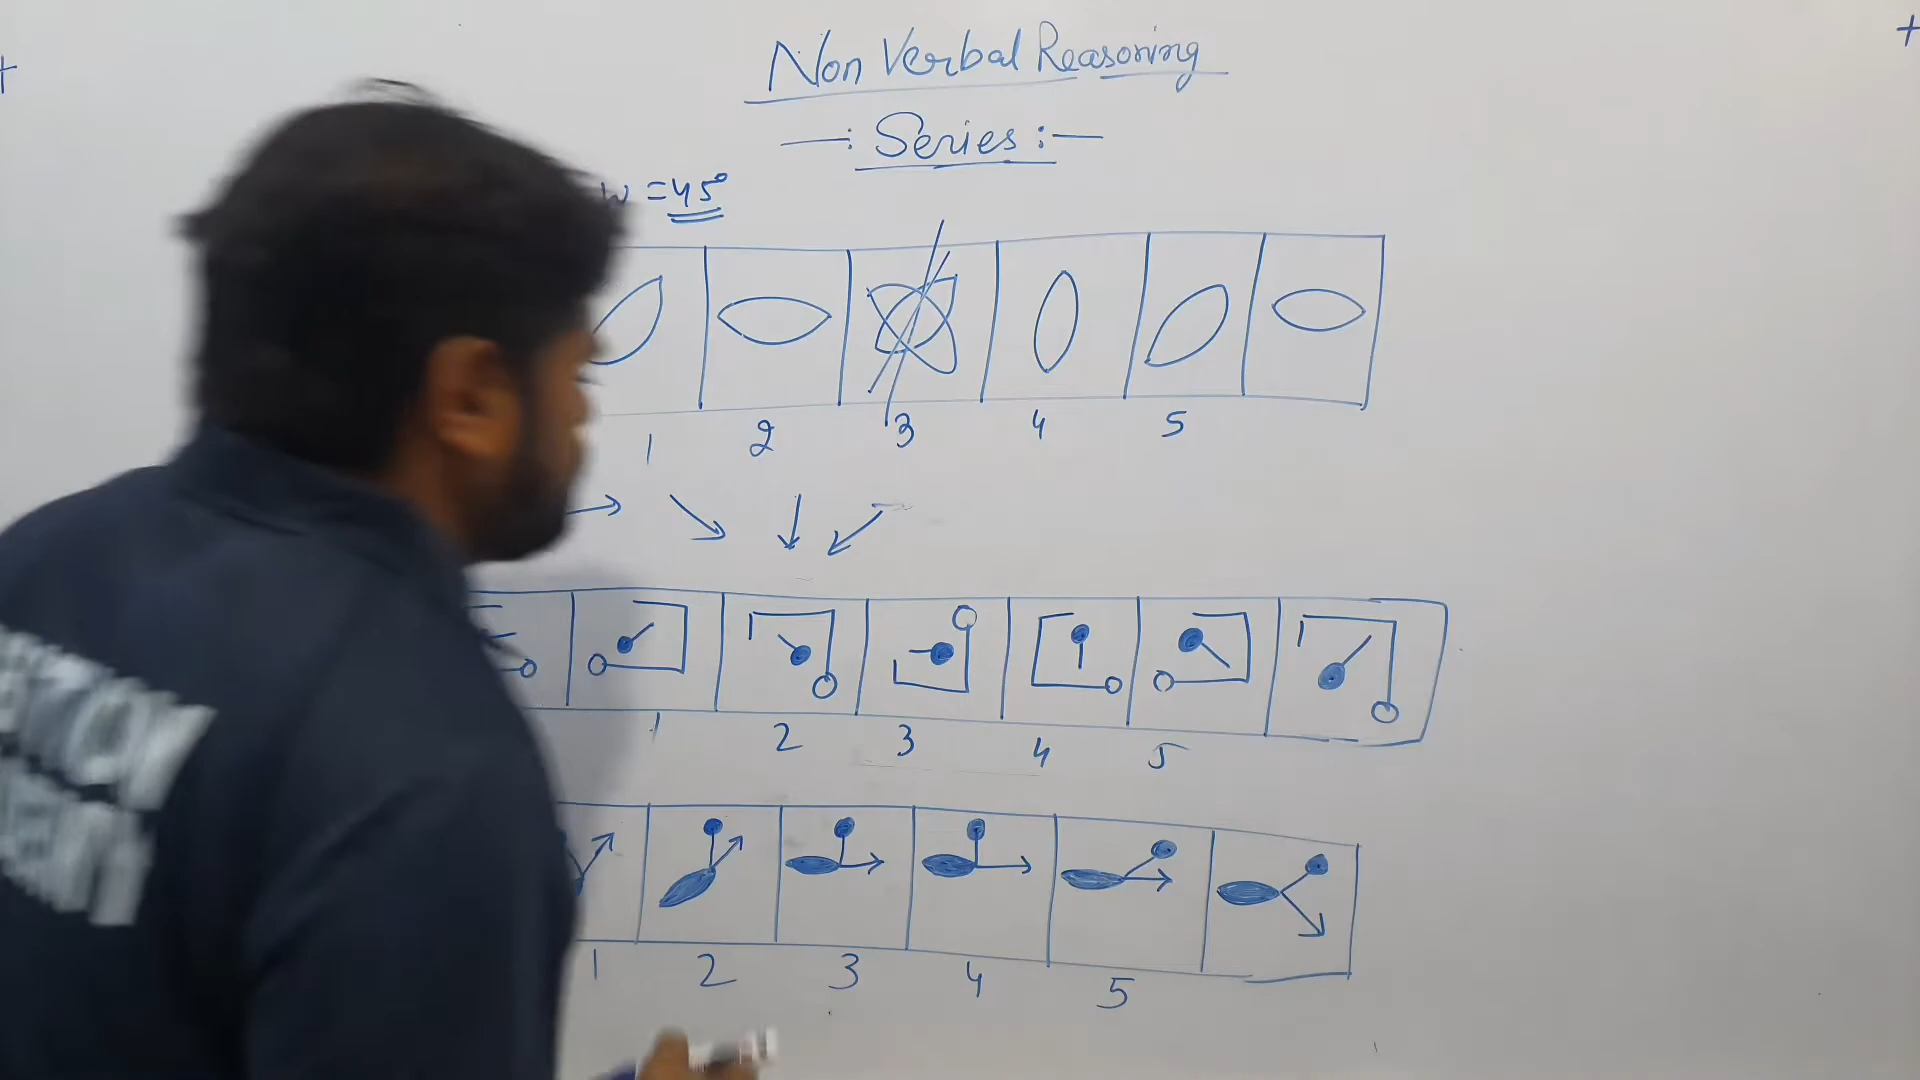 Non Verbal Reasoning
—: Series :—
w = 45°
1 2 3 4 5
1 2 3 4 5
1 2 3 4 5